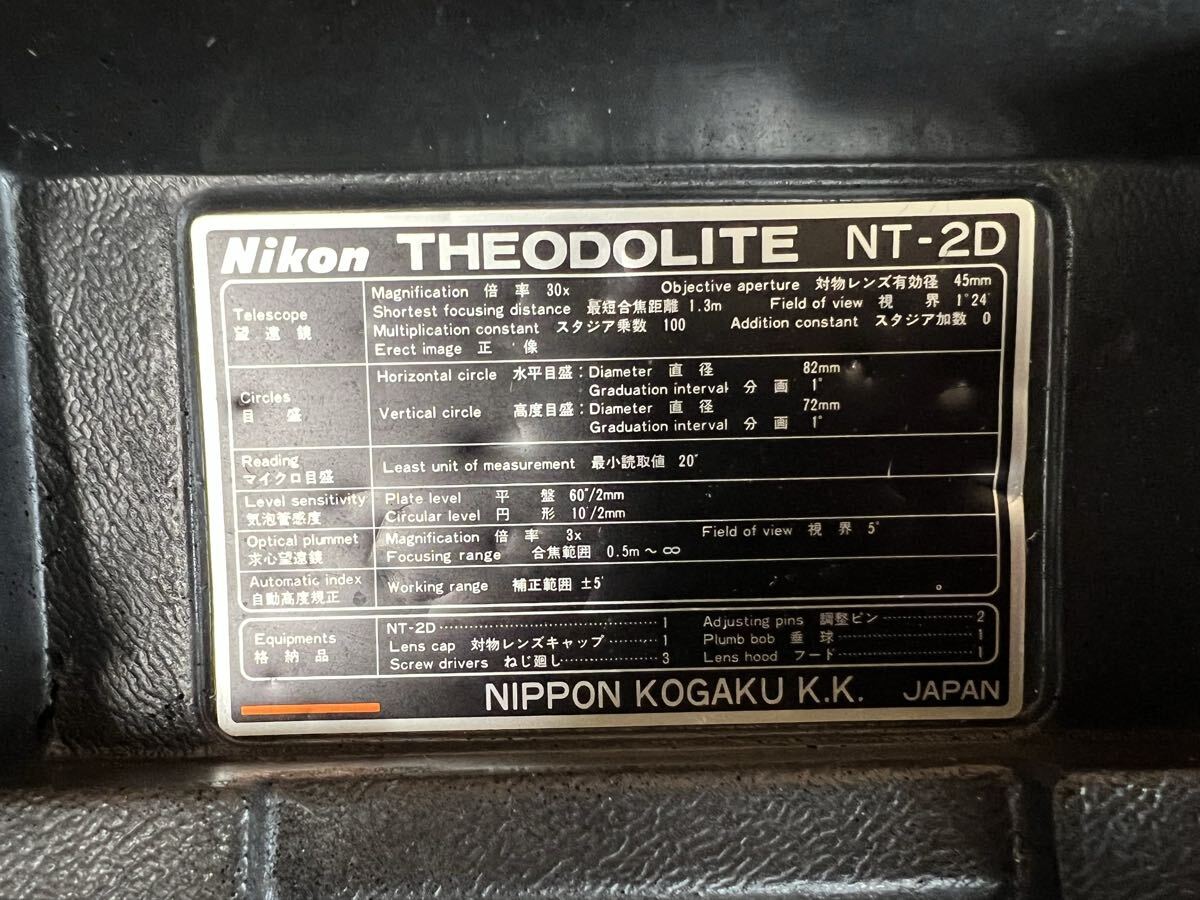 Nikon THEODOLITE NT-2D
Telescope
望遠鏡
Magnification 倍率 30x Objective aperture 対物レンズ有効径 45mm
Shortest focusing distance 最短合焦距離 1.3m Field of view 視界 1°24′
Multiplication constant スタジア乗数 100 Addition constant スタジア加数 0
Erect image 正像
Circles
目盛
Horizontal circle 水平目盛: Diameter 直径 82mm
Graduation interval 分画 1°
Vertical circle 高度目盛: Diameter 直径 72mm
Graduation interval 分画 1°
Reading
マイクロ目盛
Least unit of measurement 最小読取値 20″
Level sensitivity
気泡管感度
Plate level 平盤 60″/2mm
Circular level 円形 10′/2mm
Optical plummet
求心望遠鏡
Magnification 倍率 3x Field of view 視界 5°
Focusing range 合焦範囲 0.5m～∞
Automatic index
自動高度規正
Working range 補正範囲 ±5′
Equipments
格納品
NT-2D 1 Adjusting pins 調整ピン 2
Lens cap 対物レンズキャップ 1 Plumb bob 垂球 1
Screw drivers ねじ廻し 3 Lens hood フード 1
NIPPON KOGAKU K.K. JAPAN